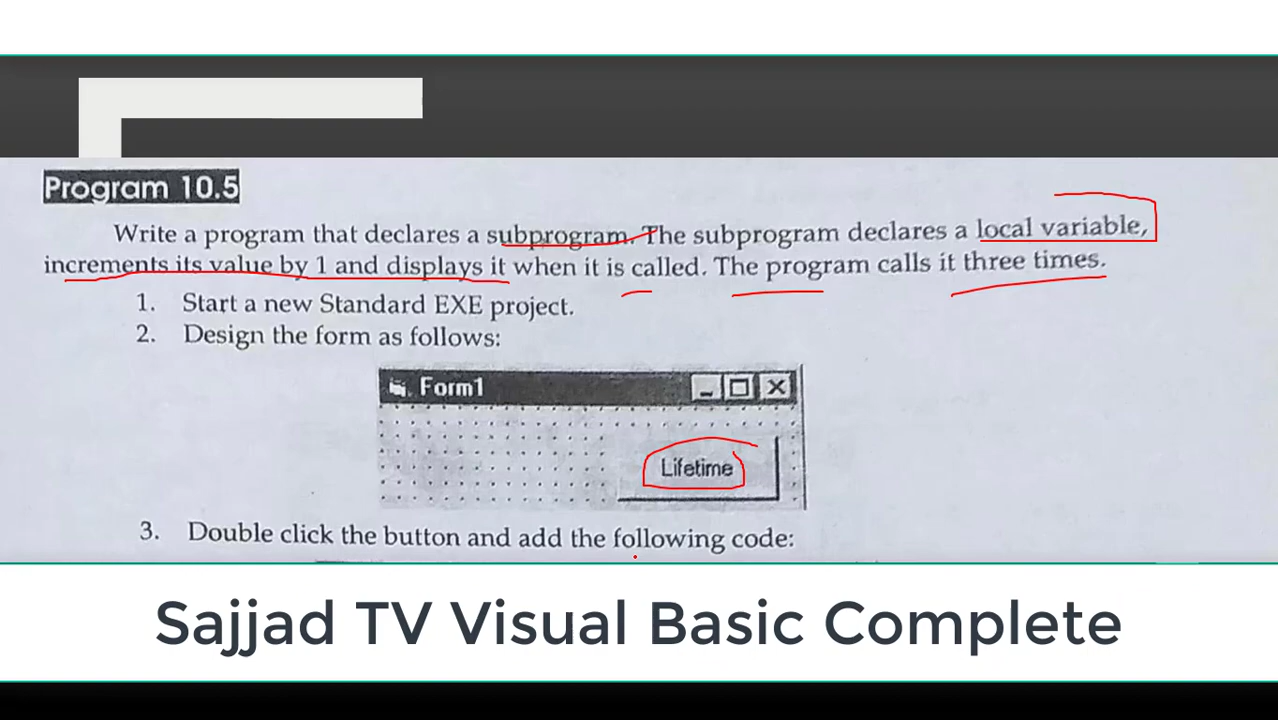 Program 10.5
Write a program that declares a subprogram. The subprogram declares a local variable,
increments its value by 1 and displays it when it is called. The program calls it three times.
1. Start a new Standard EXE project.
2. Design the form as follows:
Form1
Lifetime
3. Double click the button and add the following code:
Sajjad TV Visual Basic Complete